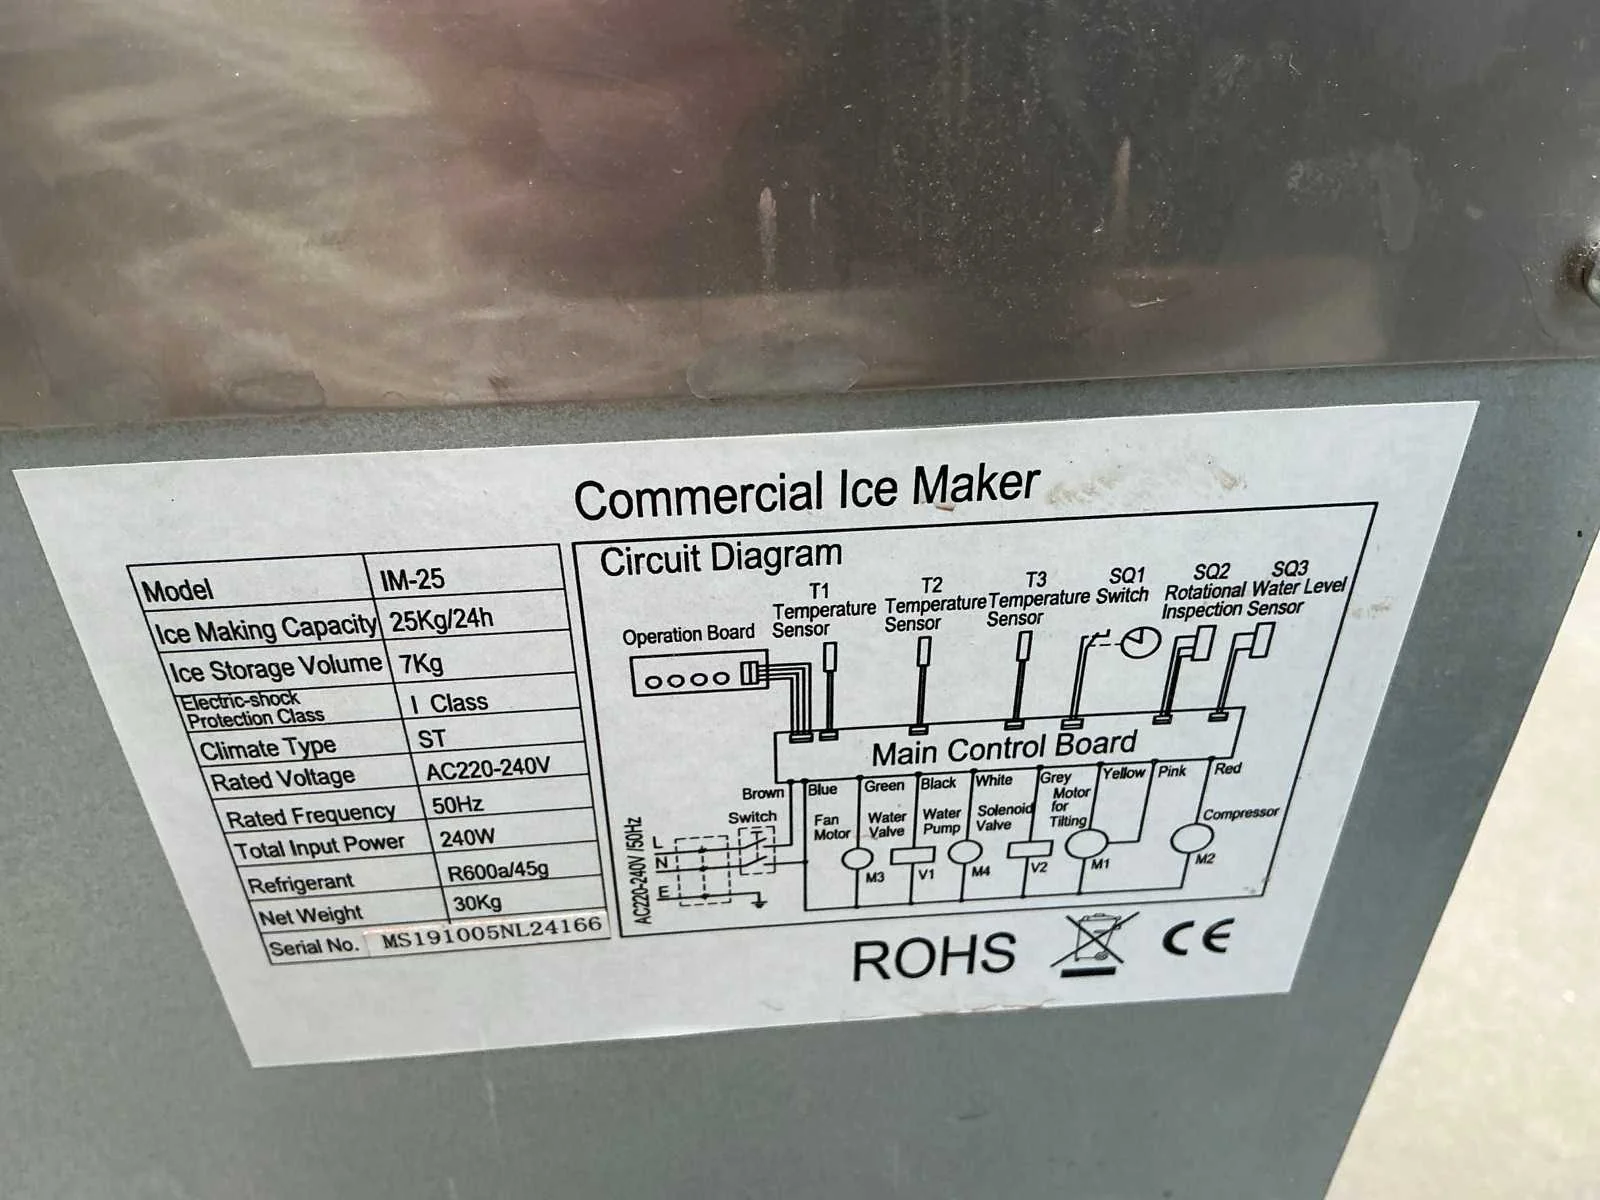 Commercial Ice Maker
Model IM-25
Ice Making Capacity 25Kg/24h
Ice Storage Volume 7Kg
Electric-shock
Protection Class I Class
Climate Type ST
Rated Voltage AC220-240V
Rated Frequency 50Hz
Total Input Power 240W
Refrigerant R600a/45g
Net Weight 30Kg
Serial No. MS191005NL24166
Circuit Diagram
Operation Board
T1
Temperature
Sensor
T2
Temperature
Sensor
T3
Temperature
Sensor
SQ1
Switch
SQ2
Rotational
Inspection
SQ3
Water Level
Sensor
Main Control Board
Brown Blue Green Black White Grey Yellow Pink Red
AC220-240V/50Hz
L
N
E
Switch
Fan
Motor
M3
Water
Valve
V1
Water
Pump
M4
Solenoid
Valve
V2
Motor
for
Tilting
M1
Compressor
M2
ROHS CE